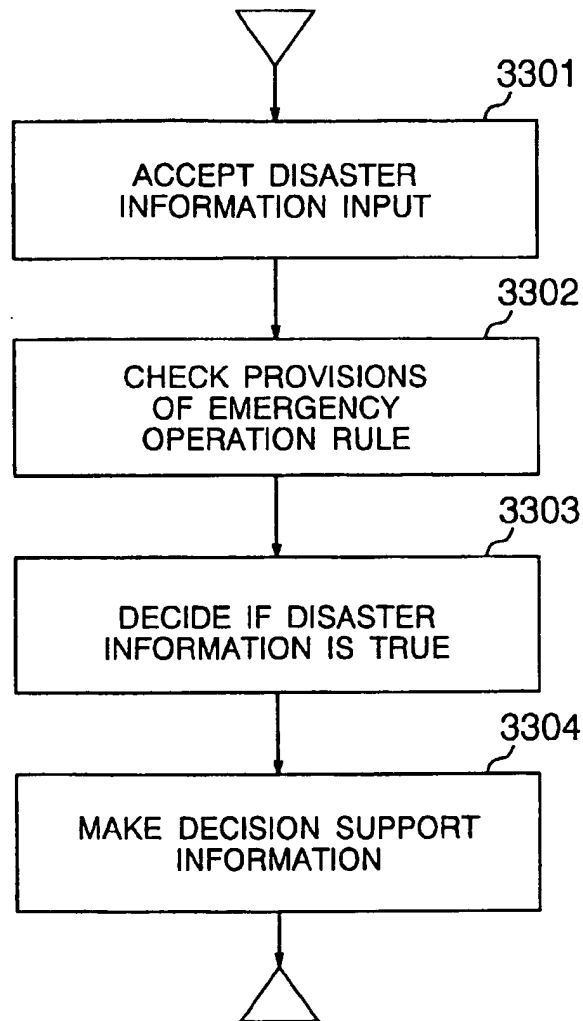 3301
ACCEPT DISASTER
INFORMATION INPUT
3302
CHECK PROVISIONS
OF EMERGENCY
OPERATION RULE
3303
DECIDE IF DISASTER
INFORMATION IS TRUE
3304
MAKE DECISION SUPPORT
INFORMATION